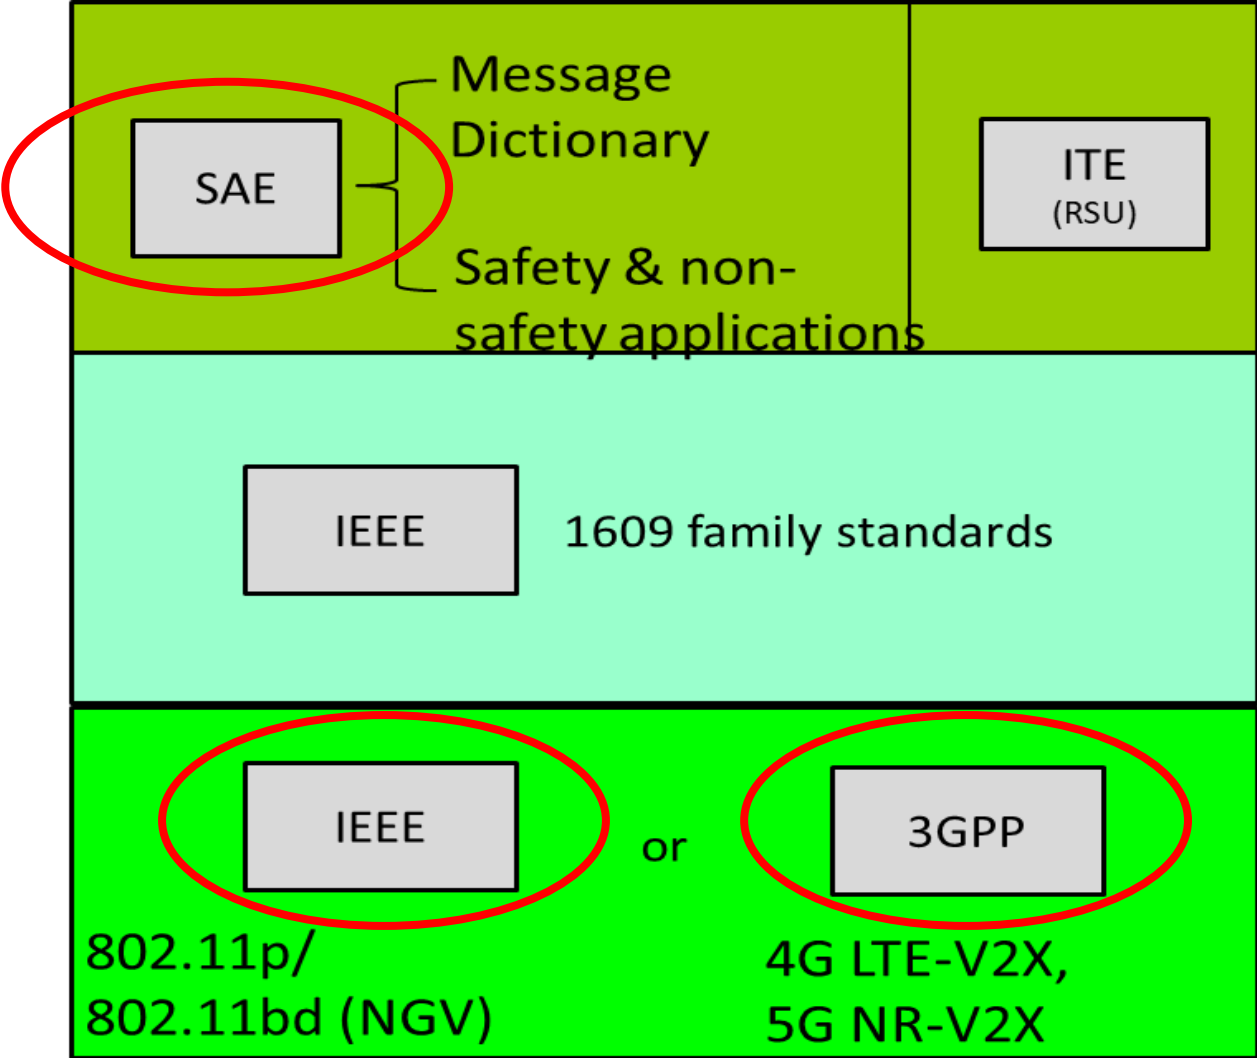 SAE
Message
Dictionary
Safety & non-
safety applications
ITE
(RSU)
IEEE
1609 family standards
IEEE
or
3GPP
802.11p/
802.11bd (NGV)
4G LTE-V2X,
5G NR-V2X